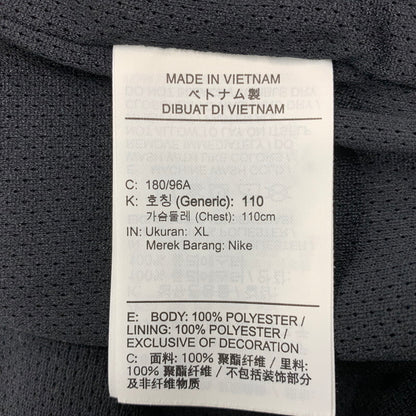 MADE IN VIETNAM
ベトナム製
DIBUAT DI VIETNAM
C: 180/96A
K: 호칭 (Generic): 110
가슴둘레 (Chest): 110cm
IN: Ukuran: XL
Merek Barang: Nike
E: BODY: 100% POLYESTER /
LINING: 100% POLYESTER /
EXCLUSIVE OF DECORATION
C: 面料: 100% 聚酯纤维 / 里料:
100% 聚酯纤维 / 不包括装饰部分
及非纤维物